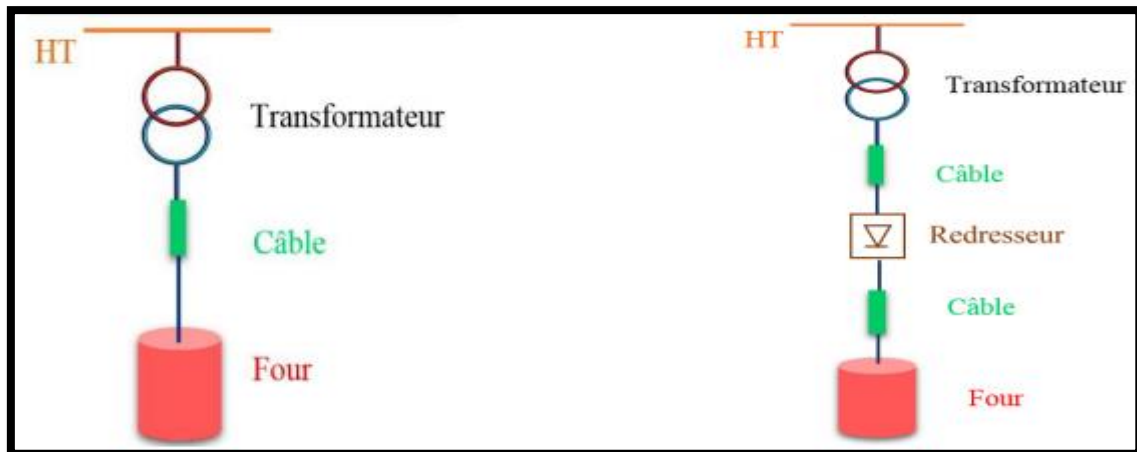 HT
Transformateur
Câble
Four
HT
Transformateur
Câble
Redresseur
Câble
Four